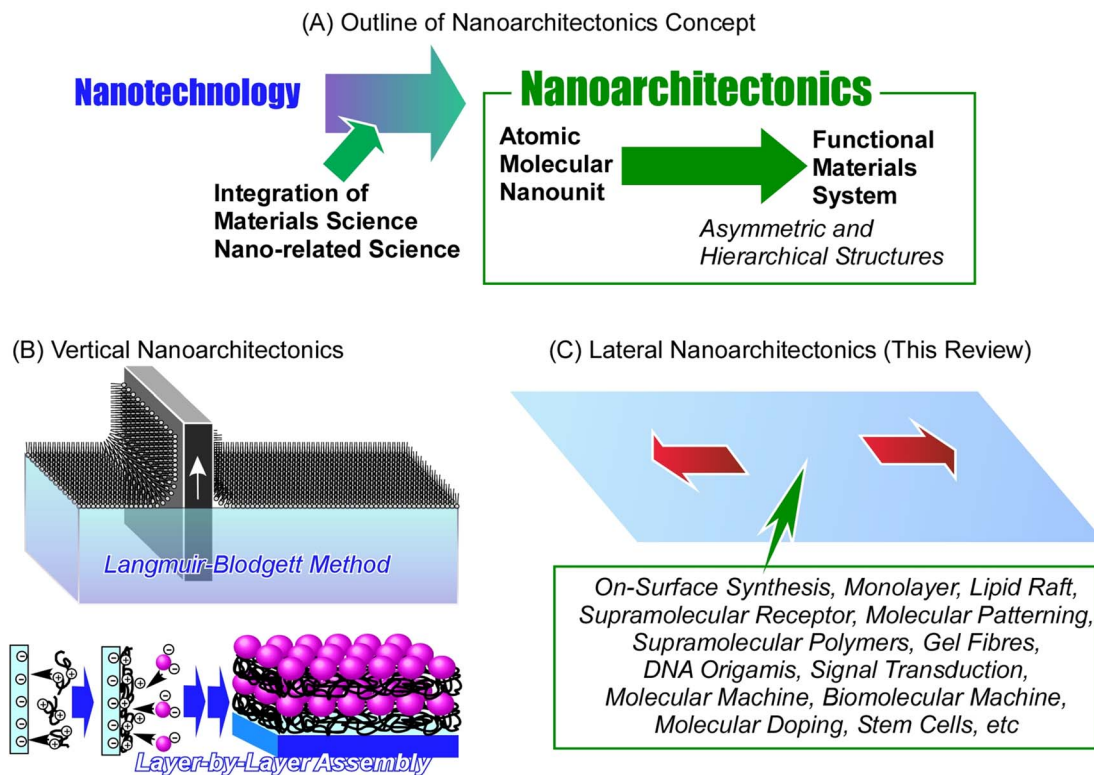 (A) Outline of Nanoarchitectonics Concept
Nanotechnology
Integration of
Materials Science
Nano-related Science
Nanoarchitectonics
Atomic
Molecular
Nanounit
Functional
Materials
System
Asymmetric and
Hierarchical Structures
(B) Vertical Nanoarchitectonics
Langmuir-Blodgett Method
Layer-by-Layer Assembly
(C) Lateral Nanoarchitectonics (This Review)
On-Surface Synthesis, Monolayer, Lipid Raft,
Supramolecular Receptor, Molecular Patterning,
Supramolecular Polymers, Gel Fibres,
DNA Origamis, Signal Transduction,
Molecular Machine, Biomolecular Machine,
Molecular Doping, Stem Cells, etc